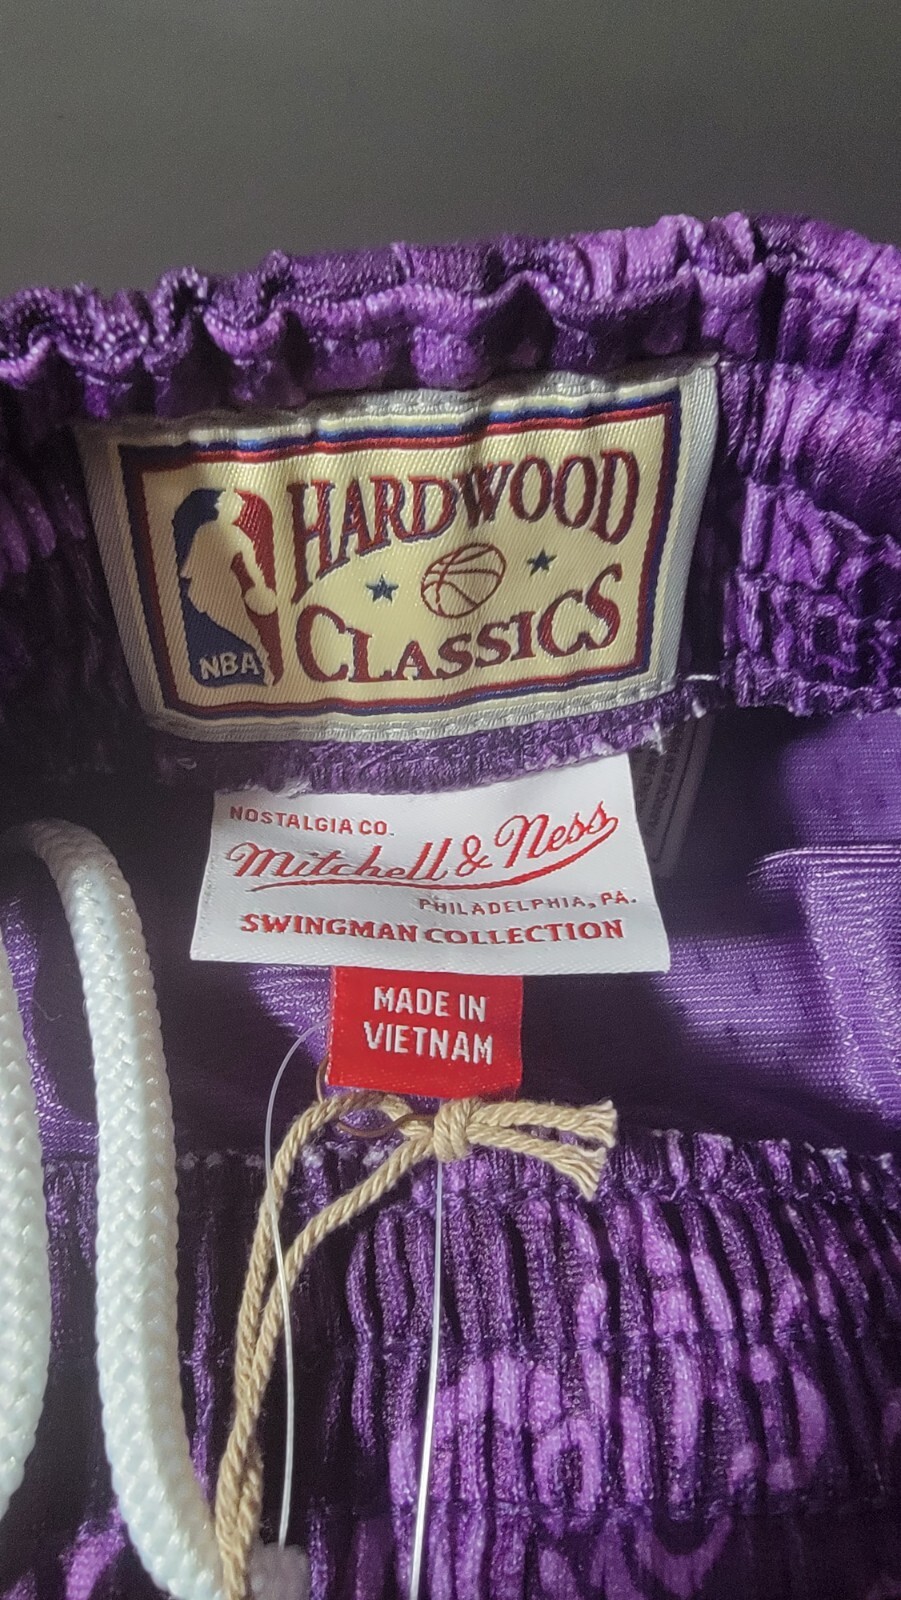 HARDWOOD
CLASSICS
NBA
NOSTALGIA CO.
Mitchell & Ness
PHILADELPHIA, PA.
SWINGMAN COLLECTION
MADE IN
VIETNAM